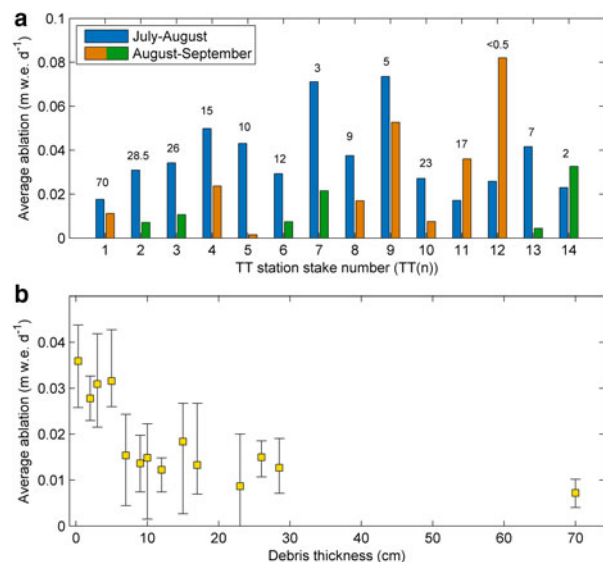 a
0.1
0.08
0.06
0.04
0.02
0
Average ablation (m w.e. d-1)
July-August
August-September
70
28.5
26
15
10
12
3
9
5
23
17
<0.5
7
2
1 2 3 4 5 6 7 8 9 10 11 12 13 14
TT station stake number (TT(n))
b
0.05
0.04
0.03
0.02
0.01
0
Average ablation (m w.e. d-1)
0 10 20 30 40 50 60 70
Debris thickness (cm)